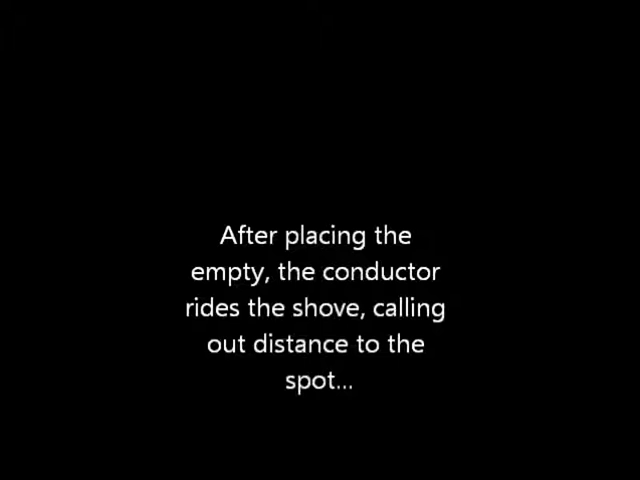 After placing the
empty, the conductor
rides the shove, calling
out distance to the
spot...